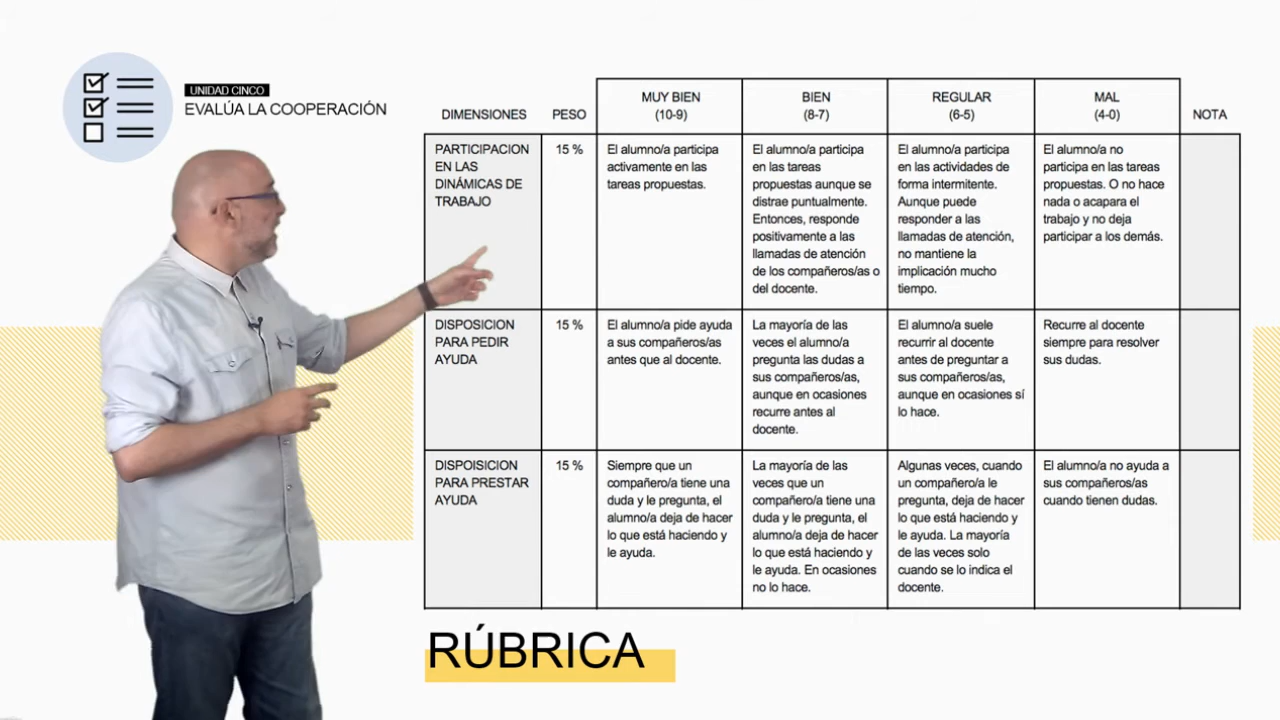 UNIDAD CINCO
EVALÚA LA COOPERACIÓN
DIMENSIONES
PESO
MUY BIEN
(10-9)
BIEN
(8-7)
REGULAR
(6-5)
MAL
(4-0)
NOTA
PARTICIPACION
EN LAS
DINÁMICAS DE
TRABAJO
15 %
El alumno/a participa
activamente en las
tareas propuestas.
El alumno/a participa
en las tareas
propuestas aunque se
distrae puntualmente.
Entonces, responde
positivamente a las
llamadas de atención
de los compañeros/as o
del docente.
El alumno/a participa
en las actividades de
forma intermitente.
Aunque puede
responder a las
llamadas de atención,
no mantiene la
implicación mucho
tiempo.
El alumno/a no
participa en las tareas
propuestas. O no hace
nada o acapara el
trabajo y no deja
participar a los demás.
DISPOSICION
PARA PEDIR
AYUDA
15 %
El alumno/a pide ayuda
a sus compañeros/as
antes que al docente.
La mayoría de las
veces el alumno/a
pregunta las dudas a
sus compañeros/as,
aunque en ocasiones
recurre antes al
docente.
El alumno/a suele
recurrir al docente
antes de preguntar a
sus compañeros/as,
aunque en ocasiones sí
lo hace.
Recurre al docente
siempre para resolver
sus dudas.
DISPOISICION
PARA PRESTAR
AYUDA
15 %
Siempre que un
compañero/a tiene una
duda y le pregunta, el
alumno/a deja de hacer
lo que está haciendo y
le ayuda.
La mayoría de las
veces que un
compañero/a tiene una
duda y le pregunta, el
alumno/a deja de hacer
lo que está haciendo y
le ayuda. En ocasiones
no lo hace.
Algunas veces, cuando
un compañero/a le
pregunta, deja de hacer
lo que está haciendo y
le ayuda. La mayoría
de las veces solo
cuando se lo indica el
docente.
El alumno/a no ayuda a
sus compañeros/as
cuando tienen dudas.
RÚBRICA